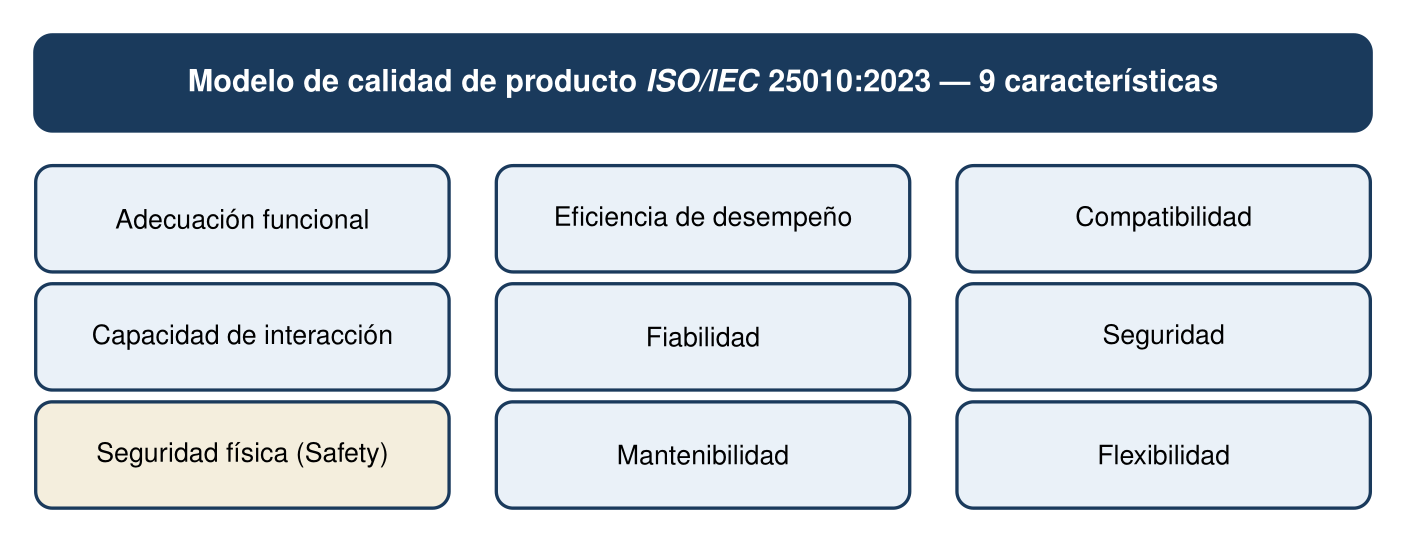 Modelo de calidad de producto ISO/IEC 25010:2023 — 9 características
Adecuación funcional
Eficiencia de desempeño
Compatibilidad
Capacidad de interacción
Fiabilidad
Seguridad
Seguridad física (Safety)
Mantenibilidad
Flexibilidad